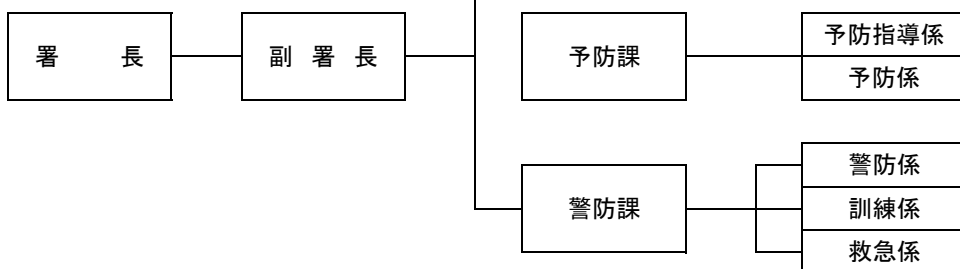 署　　長
副 署 長
予防課
予防指導係
予防係
警防課
警防係
訓練係
救急係